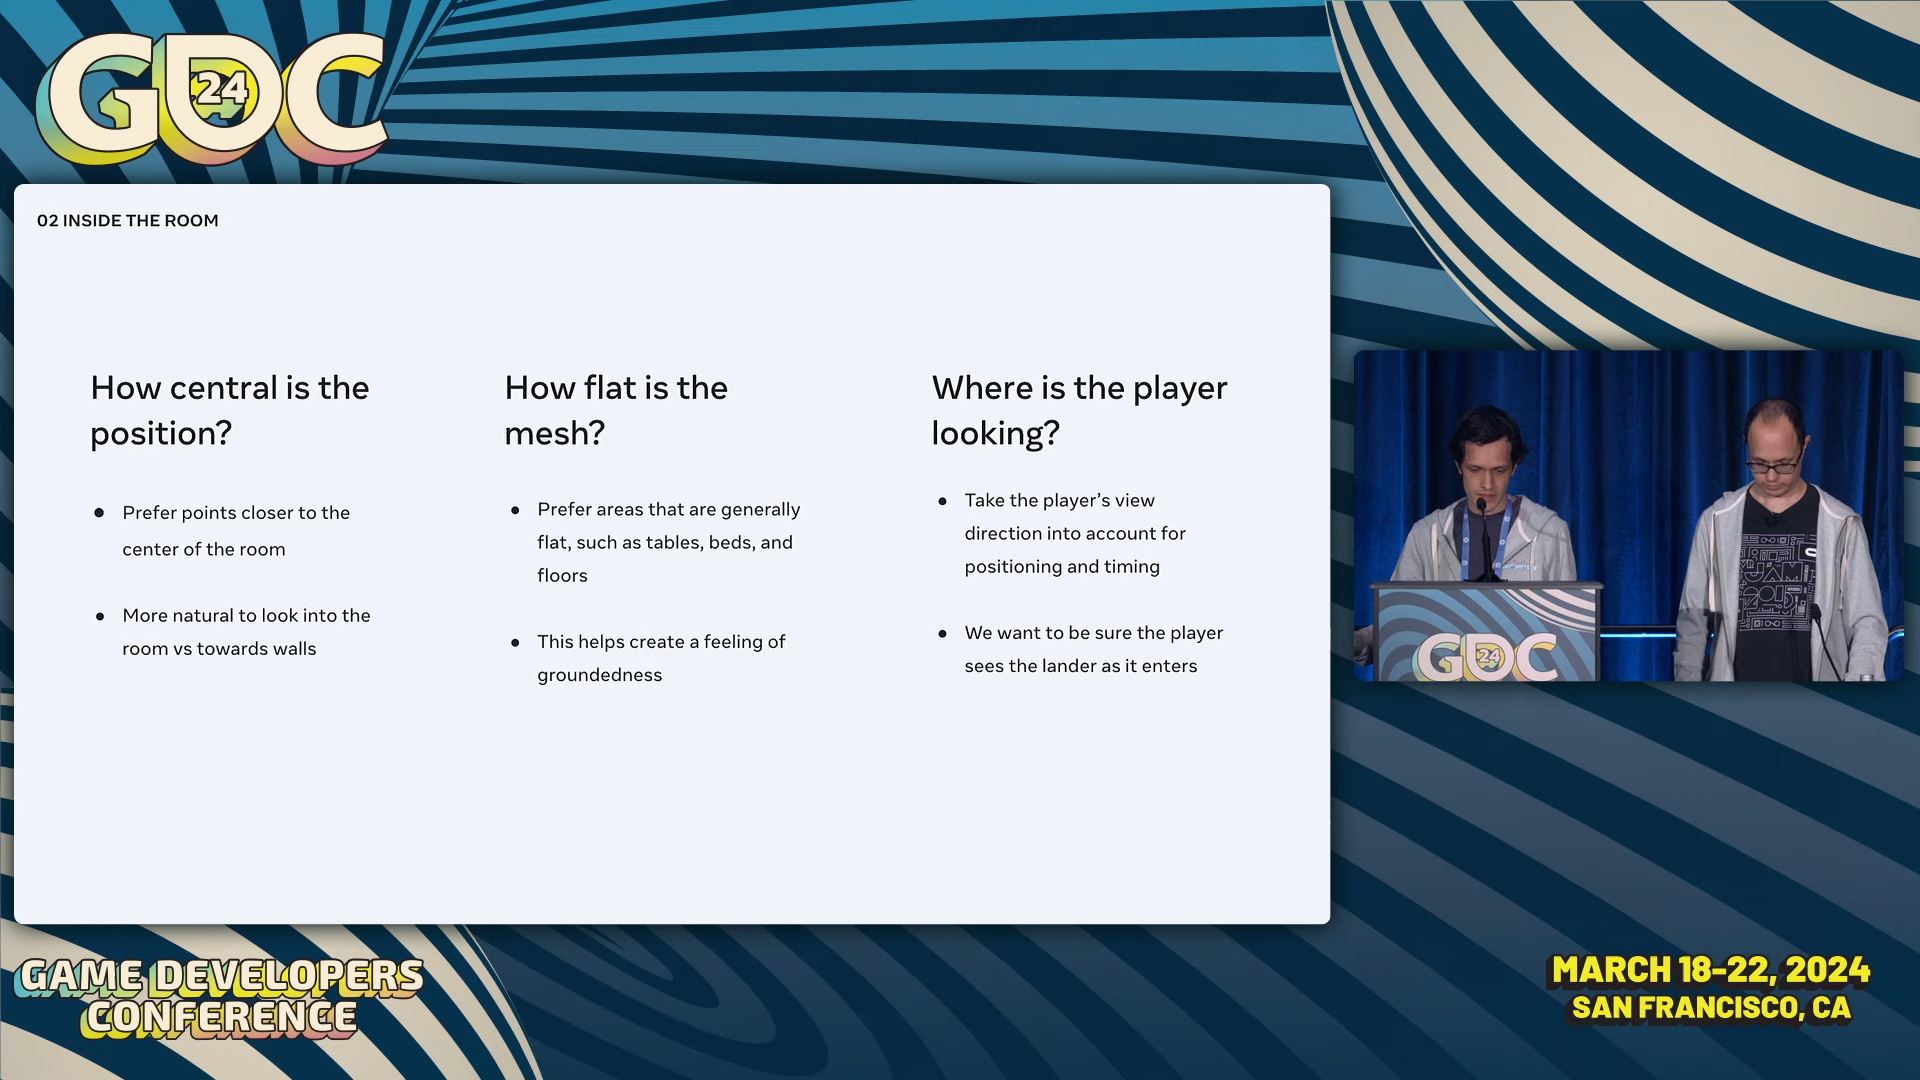 GDC
24
02 INSIDE THE ROOM
How central is the
position?
● Prefer points closer to the
center of the room
● More natural to look into the
room vs towards walls
How flat is the
mesh?
● Prefer areas that are generally
flat, such as tables, beds, and
floors
● This helps create a feeling of
groundedness
Where is the player
looking?
● Take the player’s view
direction into account for
positioning and timing
● We want to be sure the player
sees the lander as it enters
GDC
24
GAME DEVELOPERS
CONFERENCE
MARCH 18-22, 2024
SAN FRANCISCO, CA